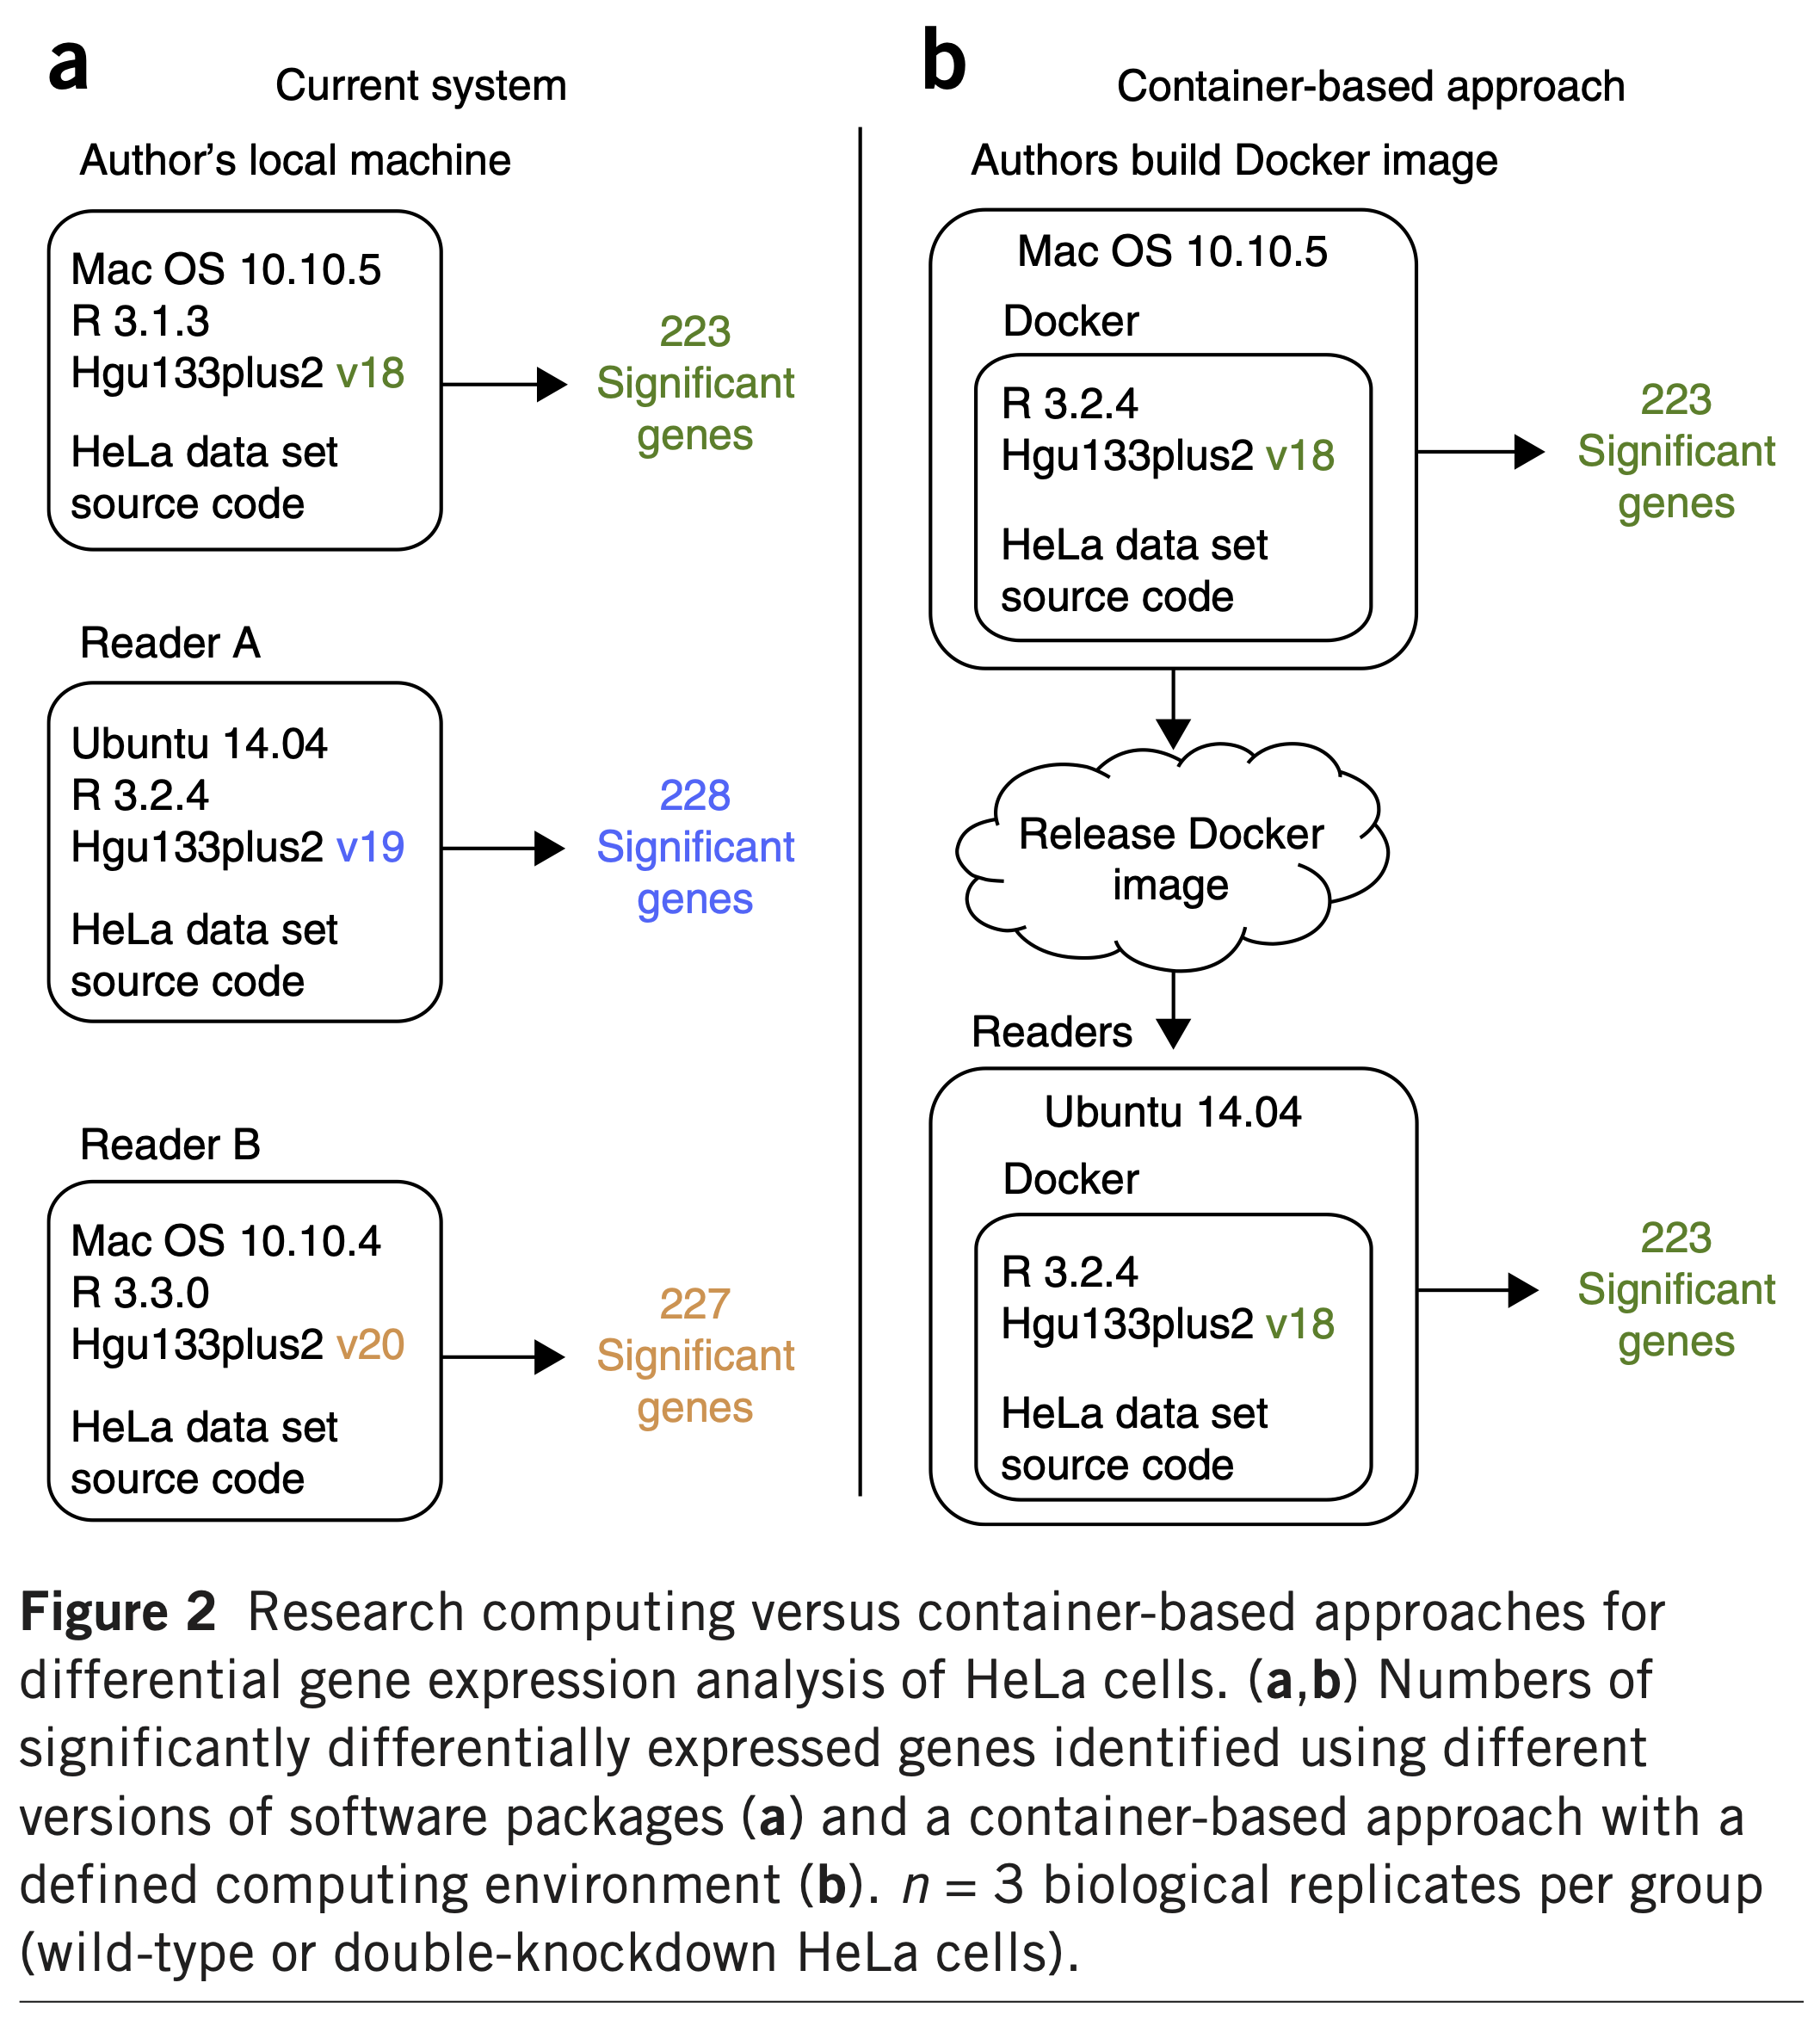 a
Current system
Author’s local machine
Mac OS 10.10.5
R 3.1.3
Hgu133plus2 v18
HeLa data set
source code
223
Significant
genes
Reader A
Ubuntu 14.04
R 3.2.4
Hgu133plus2 v19
HeLa data set
source code
228
Significant
genes
Reader B
Mac OS 10.10.4
R 3.3.0
Hgu133plus2 v20
HeLa data set
source code
227
Significant
genes
b
Container-based approach
Authors build Docker image
Mac OS 10.10.5
Docker
R 3.2.4
Hgu133plus2 v18
HeLa data set
source code
223
Significant
genes
Release Docker
image
Readers
Ubuntu 14.04
Docker
R 3.2.4
Hgu133plus2 v18
HeLa data set
source code
223
Significant
genes
Figure 2 Research computing versus container-based approaches for
differential gene expression analysis of HeLa cells. (a,b) Numbers of
significantly differentially expressed genes identified using different
versions of software packages (a) and a container-based approach with a
defined computing environment (b). n = 3 biological replicates per group
(wild-type or double-knockdown HeLa cells).